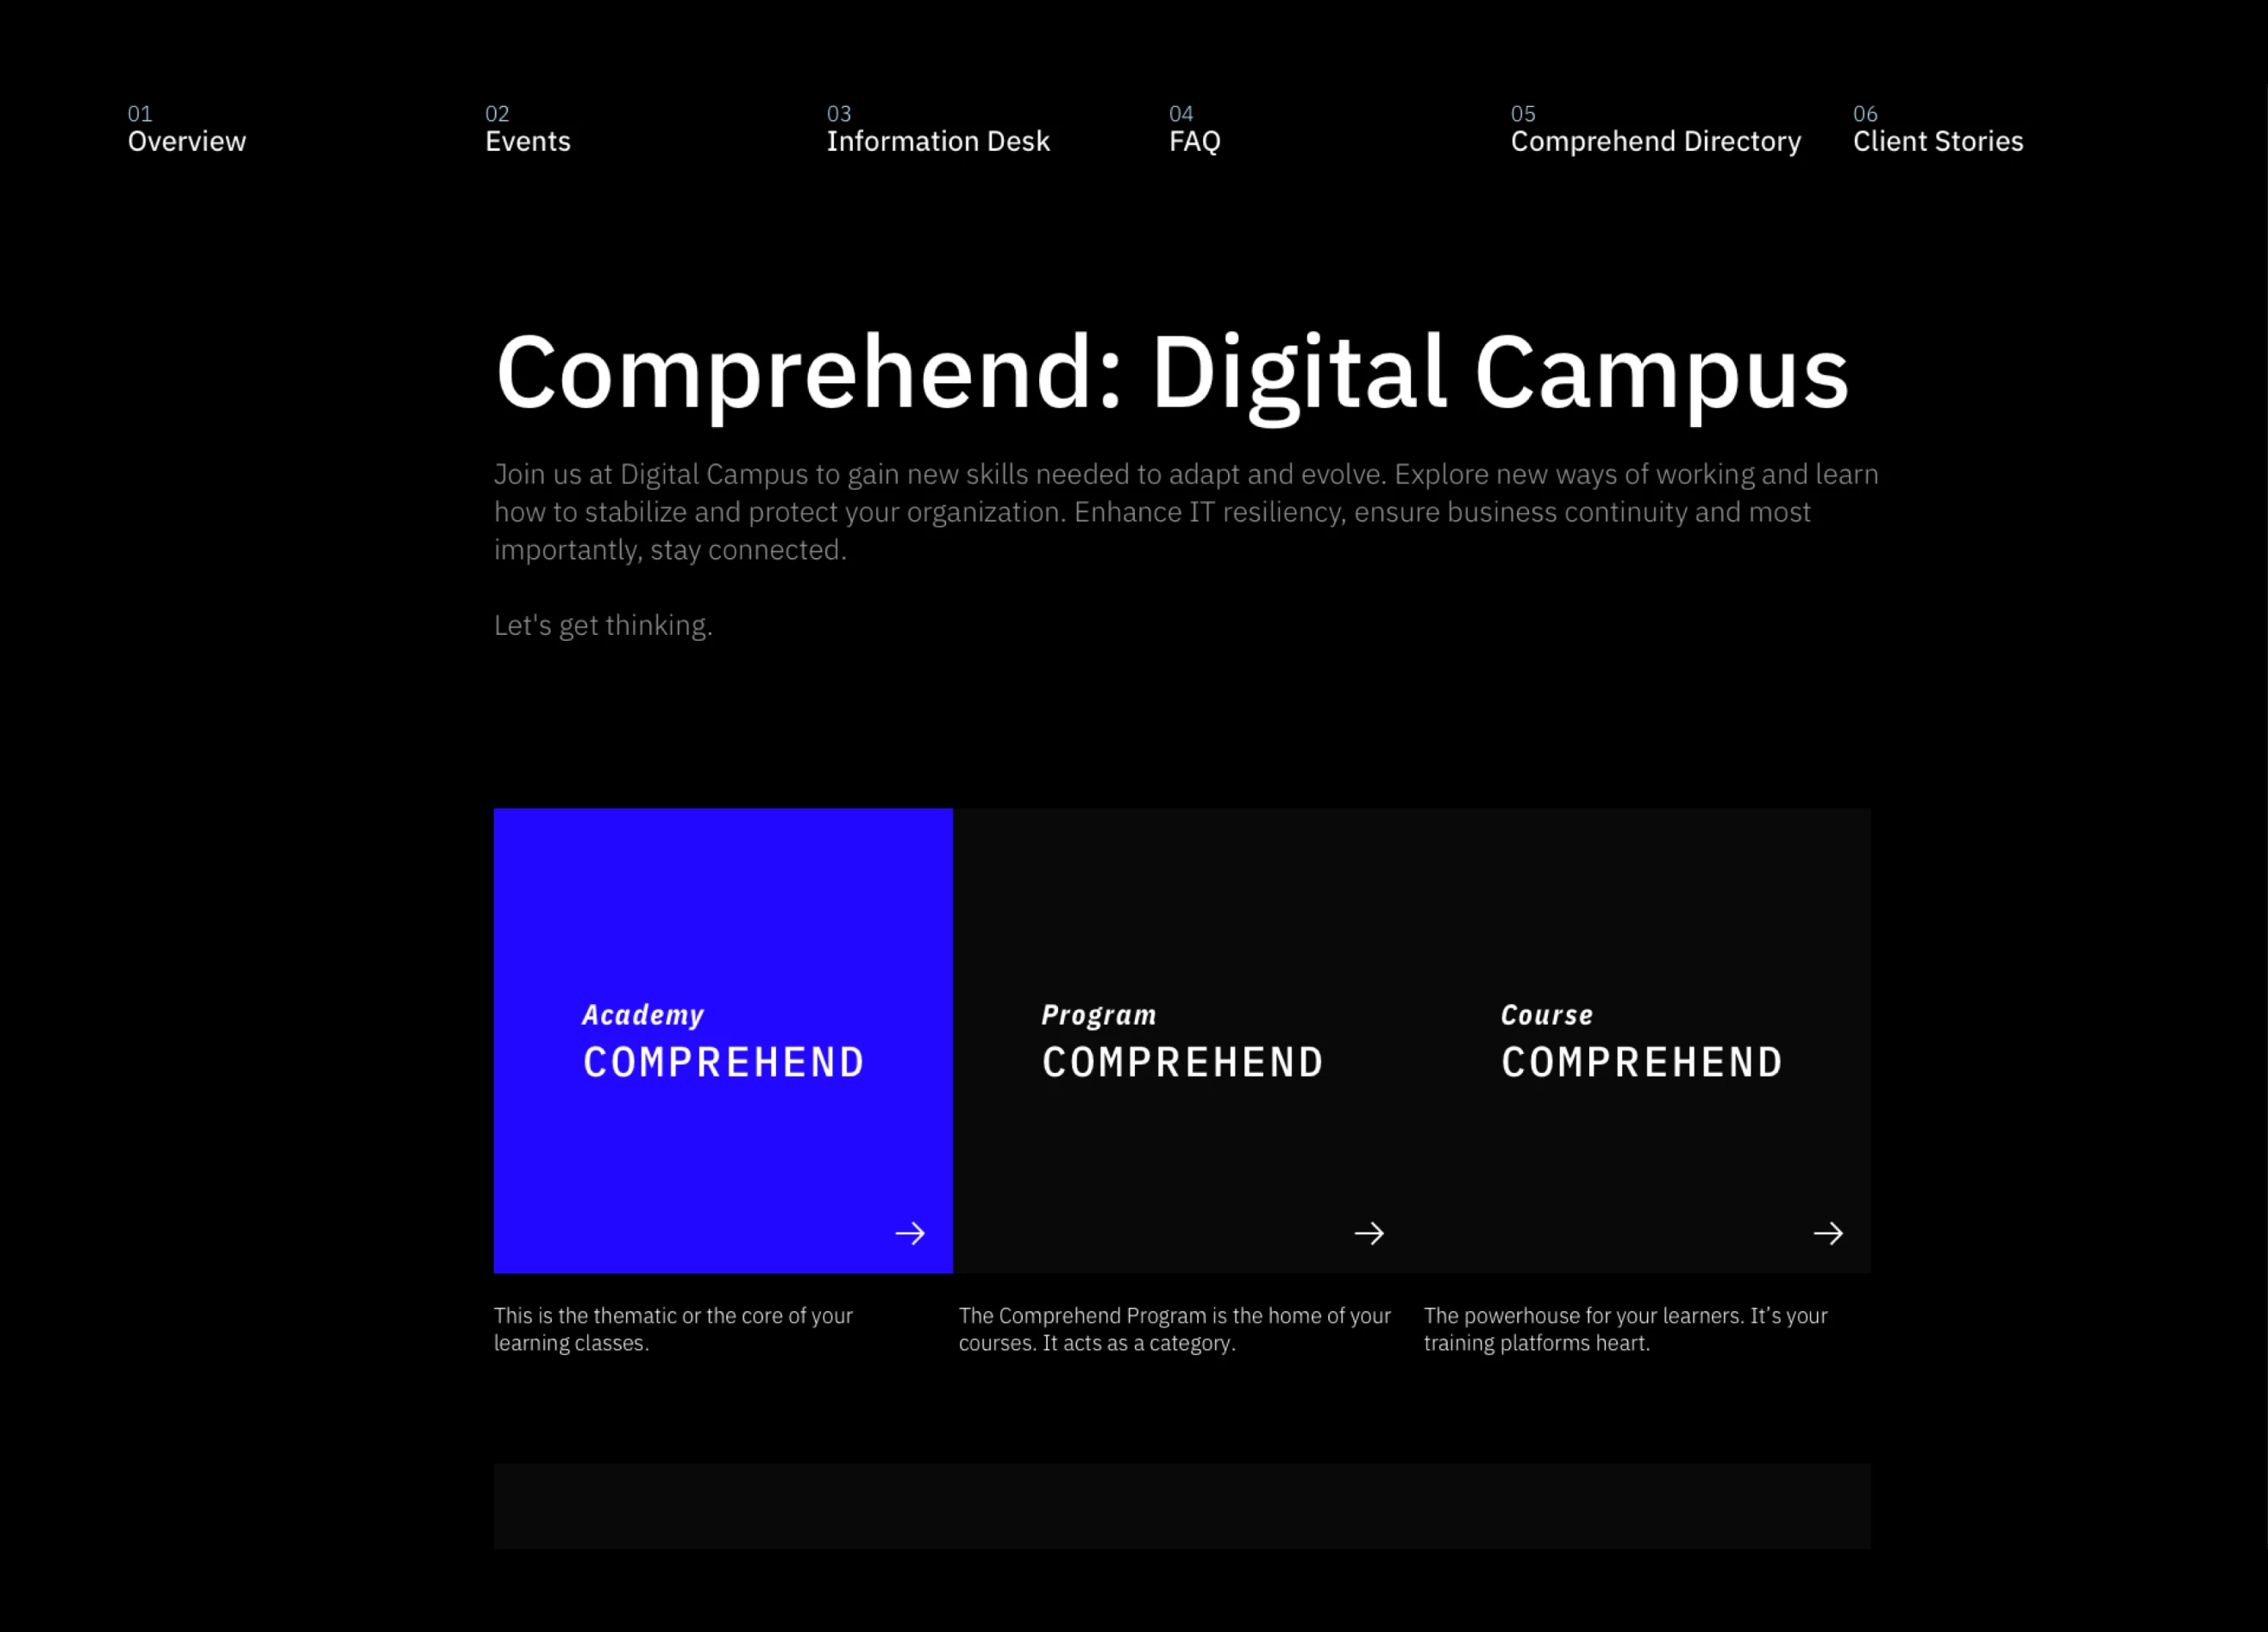 01
Overview
02
Events
03
Information Desk
04
FAQ
05
Comprehend Directory
06
Client Stories
Comprehend: Digital Campus
Join us at Digital Campus to gain new skills needed to adapt and evolve. Explore new ways of working and learn
how to stabilize and protect your organization. Enhance IT resiliency, ensure business continuity and most
importantly, stay connected.
Let's get thinking.
Academy
COMPREHEND
This is the thematic or the core of your
learning classes.
Program
COMPREHEND
The Comprehend Program is the home of your
courses. It acts as a category.
Course
COMPREHEND
The powerhouse for your learners. It’s your
training platforms heart.